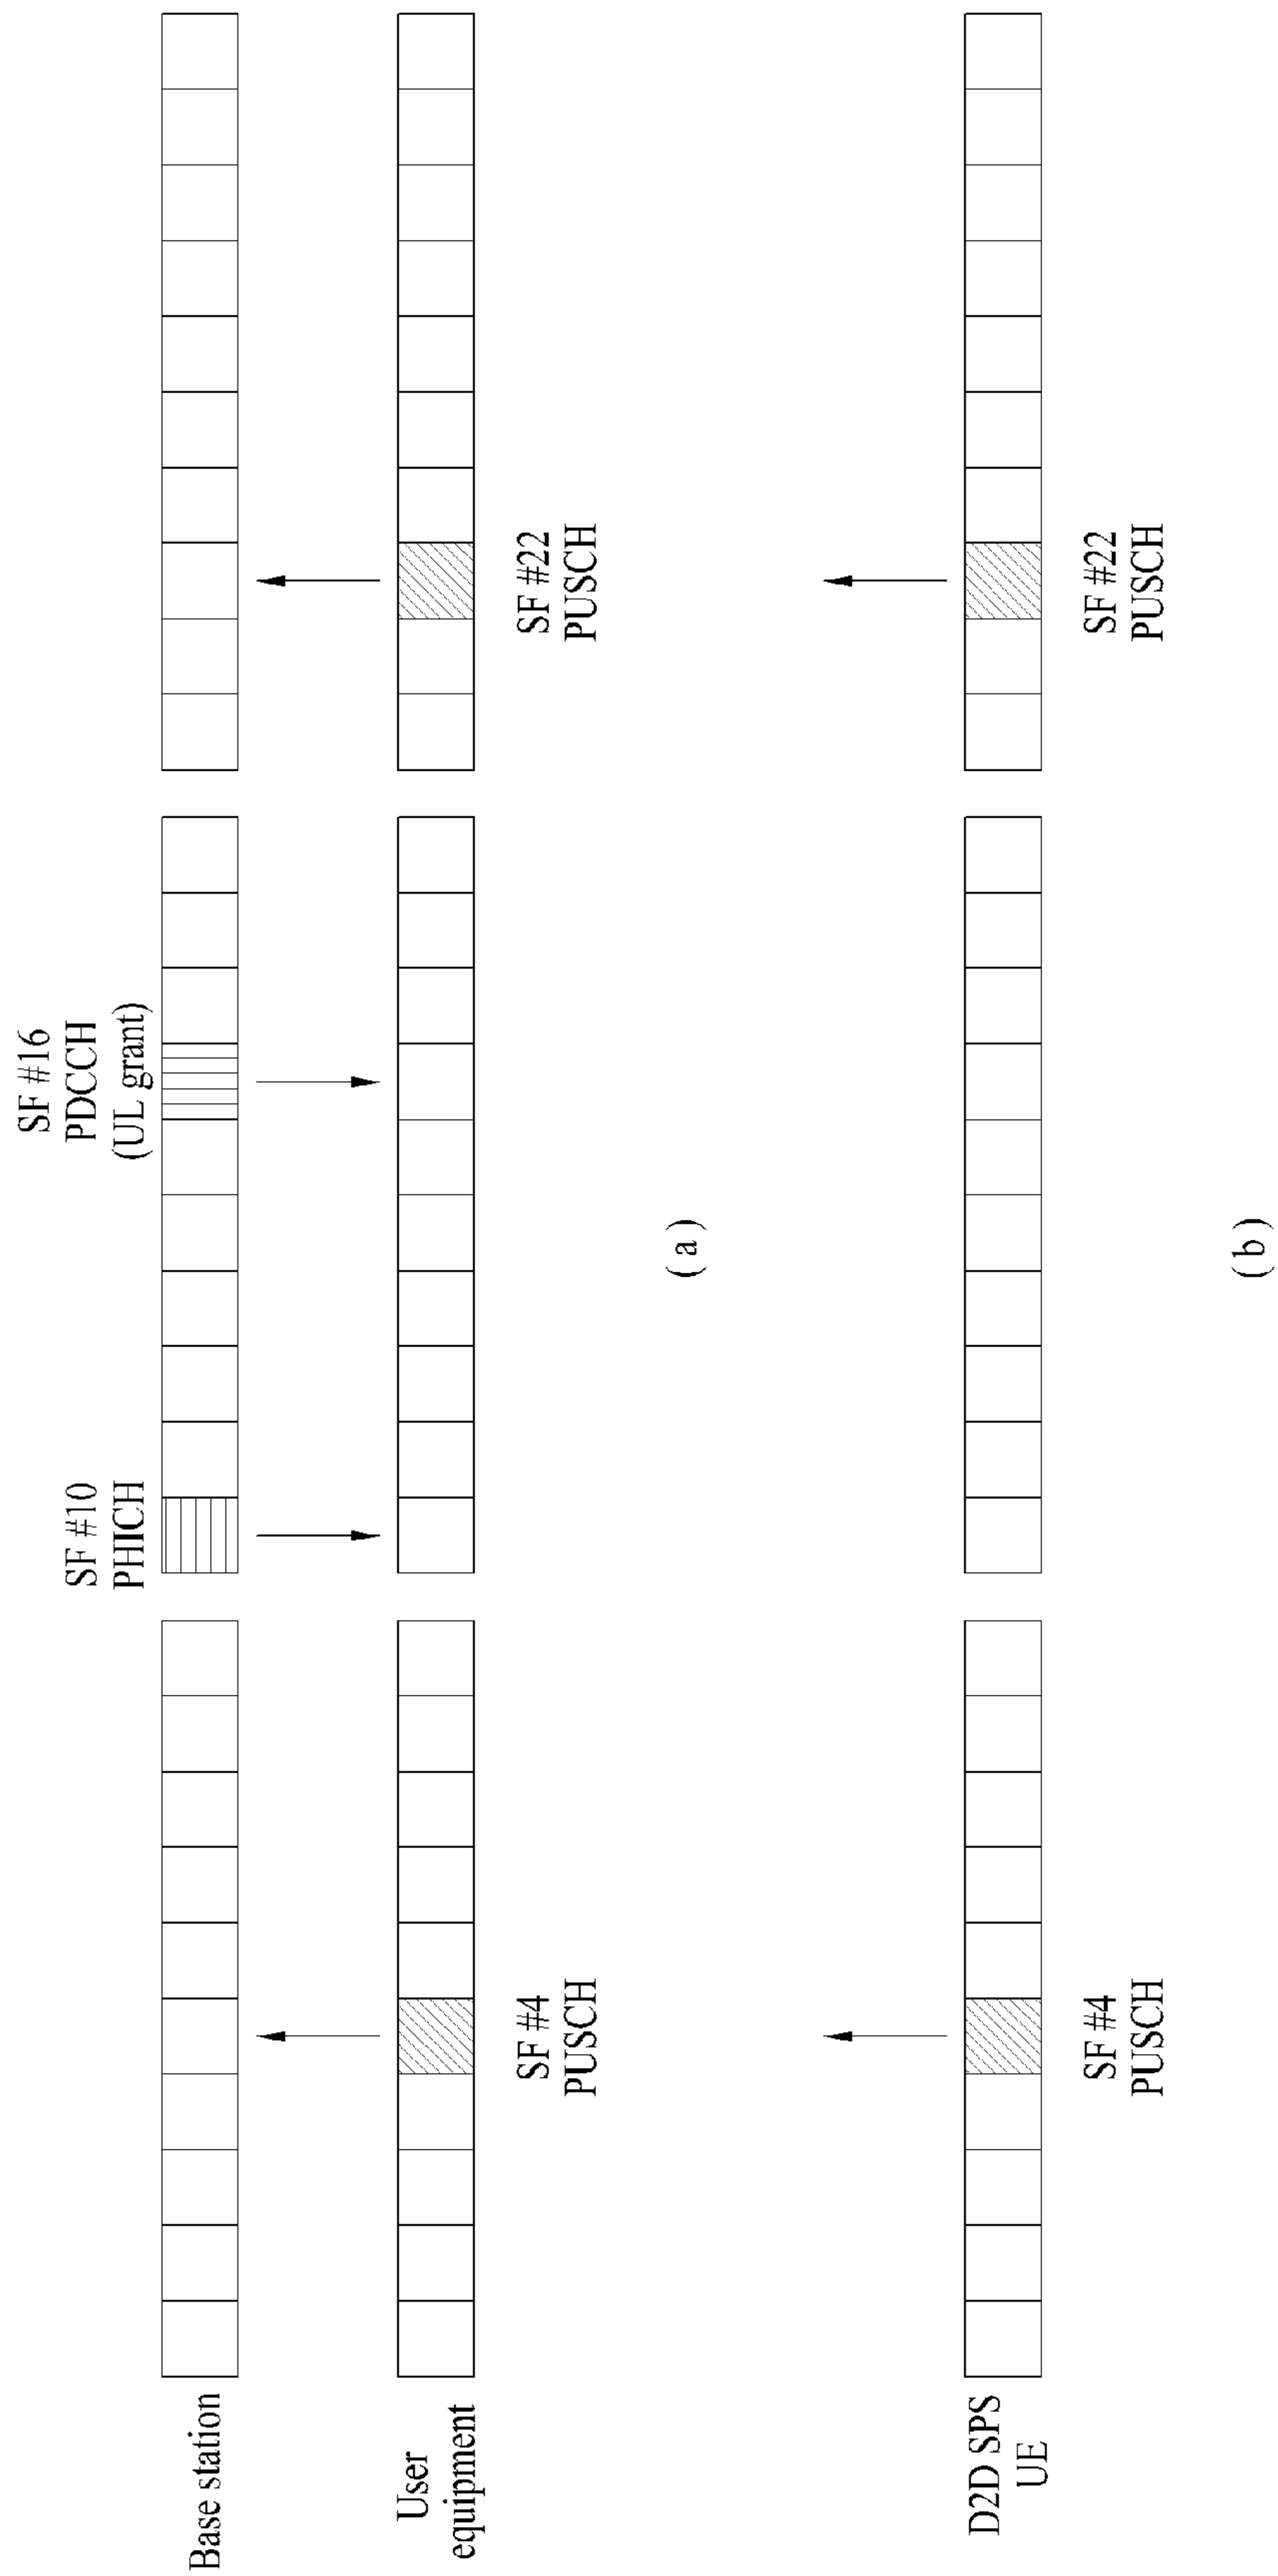 SF #10
PHICH
SF #16
PDCCH
(UL grant)
Base station
User
equipment
SF #4
PUSCH
SF #22
PUSCH
( a )
D2D SPS
UE
SF #4
PUSCH
SF #22
PUSCH
( b )